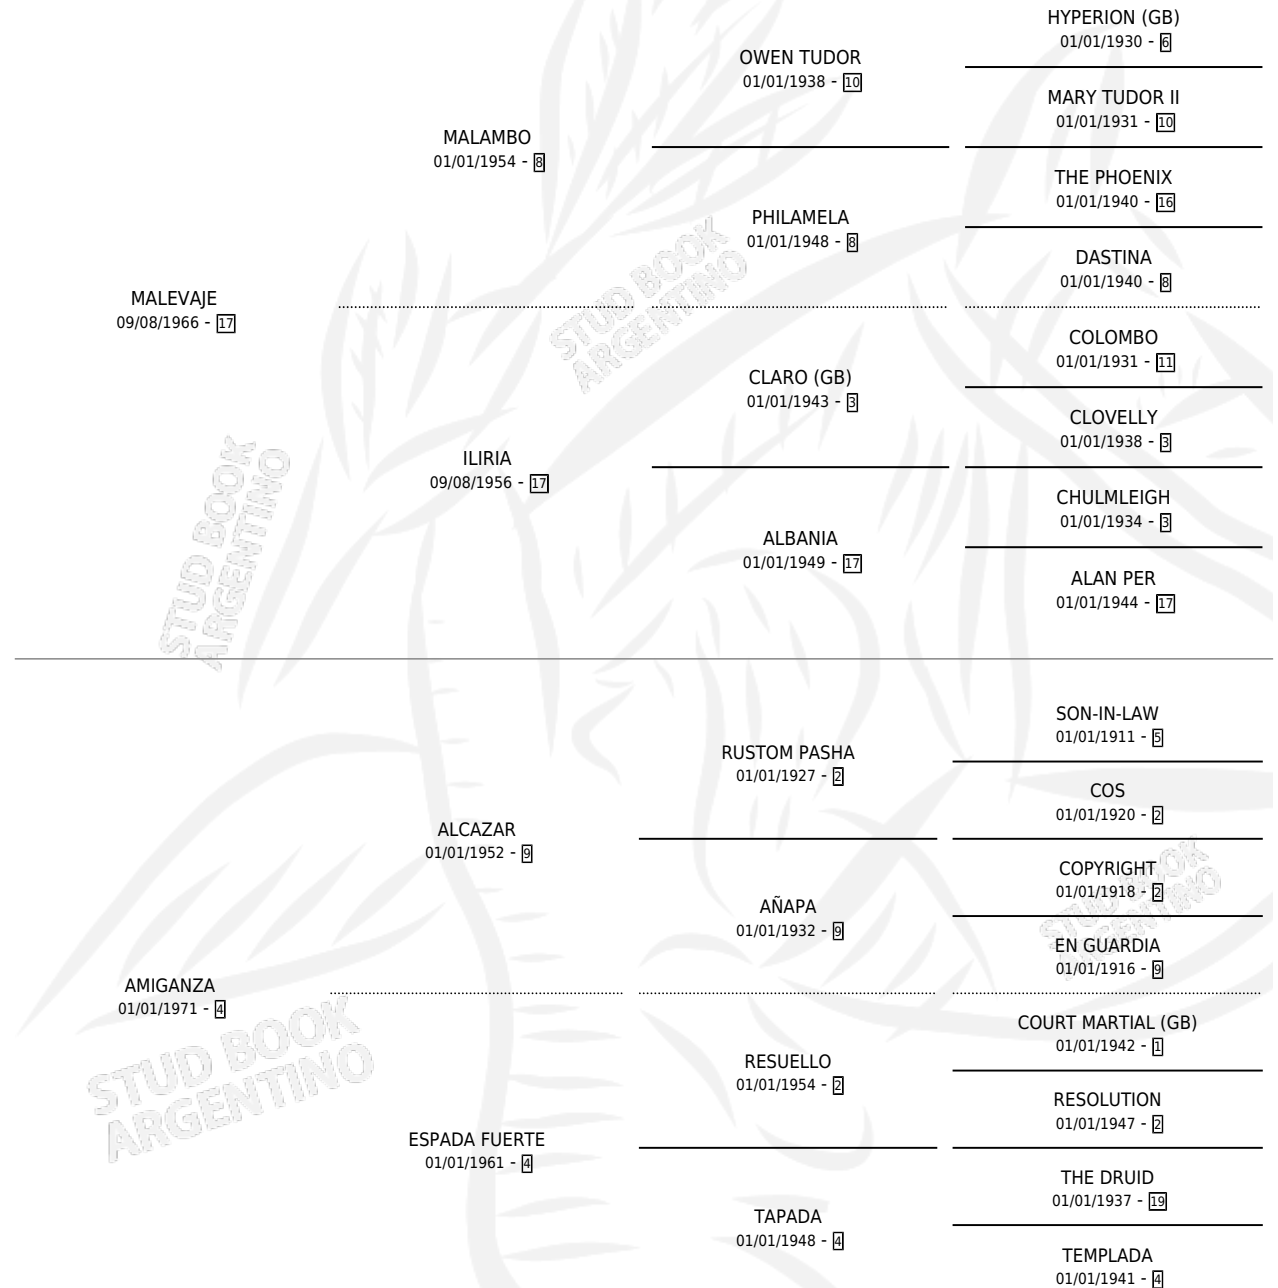 HYPERION (GB)
01/01/1930 - 6
OWEN TUDOR
01/01/1938 - 10
MARY TUDOR II
01/01/1931 - 10
MALAMBO
01/01/1954 - 8
THE PHOENIX
01/01/1940 - 16
PHILAMELA
01/01/1948 - 8
DASTINA
01/01/1940 - 8
MALEVAJE
09/08/1966 - 17
COLOMBO
01/01/1931 - 11
CLARO (GB)
01/01/1943 - 3
CLOVELLY
01/01/1938 - 3
ILIRIA
09/08/1956 - 17
CHULMLEIGH
01/01/1934 - 3
ALBANIA
01/01/1949 - 17
ALAN PER
01/01/1944 - 17
SON-IN-LAW
01/01/1911 - 5
RUSTOM PASHA
01/01/1927 - 2
COS
01/01/1920 - 2
ALCAZAR
01/01/1952 - 9
COPYRIGHT
01/01/1918 - 2
AÑAPA
01/01/1932 - 9
EN GUARDIA
01/01/1916 - 9
AMIGANZA
01/01/1971 - 4
COURT MARTIAL (GB)
01/01/1942 - 1
RESUELLO
01/01/1954 - 2
RESOLUTION
01/01/1947 - 2
ESPADA FUERTE
01/01/1961 - 4
THE DRUID
01/01/1937 - 19
TAPADA
01/01/1948 - 4
TEMPLADA
01/01/1941 - 4
STUD BOOK
ARGENTINO
STUD BOOK
ARGENTINO
STUD BOOK
ARGENTINO
STUD BOOK
ARGENTINO